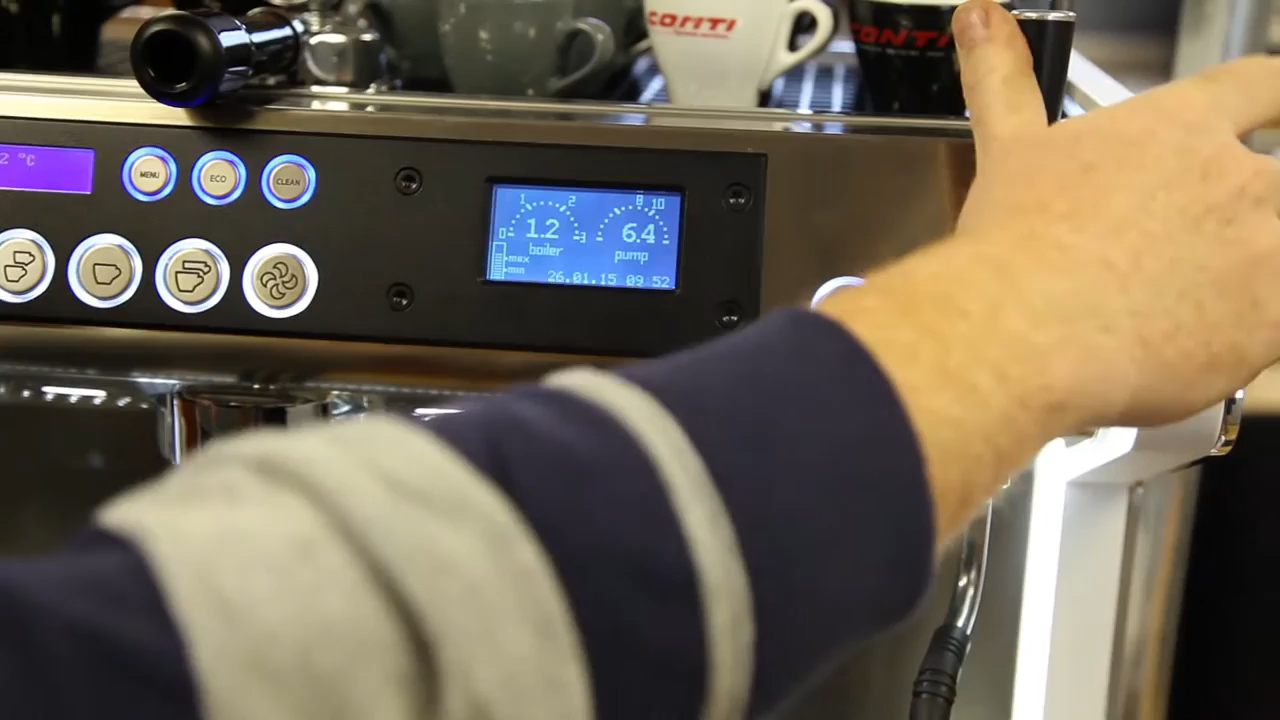 CONTI
CONTI
2 °C
MENU
ECO
CLEAN
1 2
0 3
1.2
boiler
max
min
8 10
6.4
pump
26.01.15 09 52